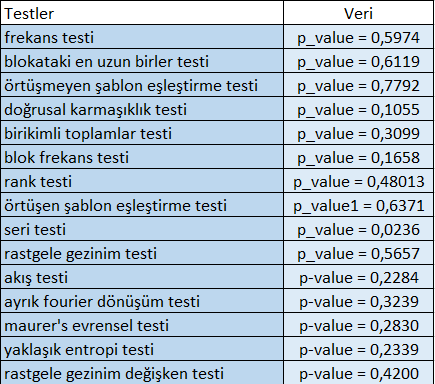 Testler Veri
frekans testi p_value = 0,5974
blokataki en uzun birler testi p_value = 0,6119
örtüşmeyen şablon eşleştirme testi p_value = 0,7792
doğrusal karmaşıklık testi p_value = 0,1055
birikimli toplamlar testi p_value = 0,3099
blok frekans testi p_value = 0,1658
rank testi p_value = 0,48013
örtüşen şablon eşleştirme testi p_value1 = 0,6371
seri testi p_value = 0,0236
rastgele gezinim testi p_value = 0,5657
akış testi p-value = 0,2284
ayrık fourier dönüşüm testi p-value = 0,3239
maurer's evrensel testi p-value = 0,2830
yaklaşık entropi testi p-value = 0,2339
rastgele gezinim değişken testi p-value = 0,4200